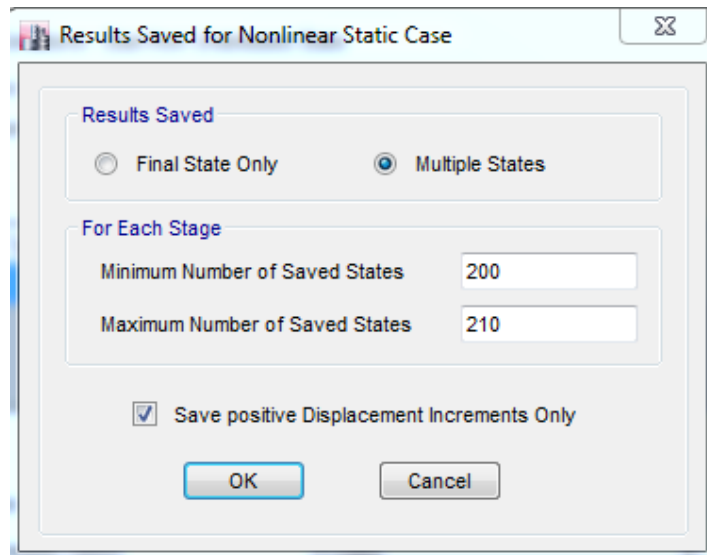 Results Saved for Nonlinear Static Case
Results Saved
Final State Only Multiple States
For Each Stage
Minimum Number of Saved States 200
Maximum Number of Saved States 210
Save positive Displacement Increments Only
OK Cancel